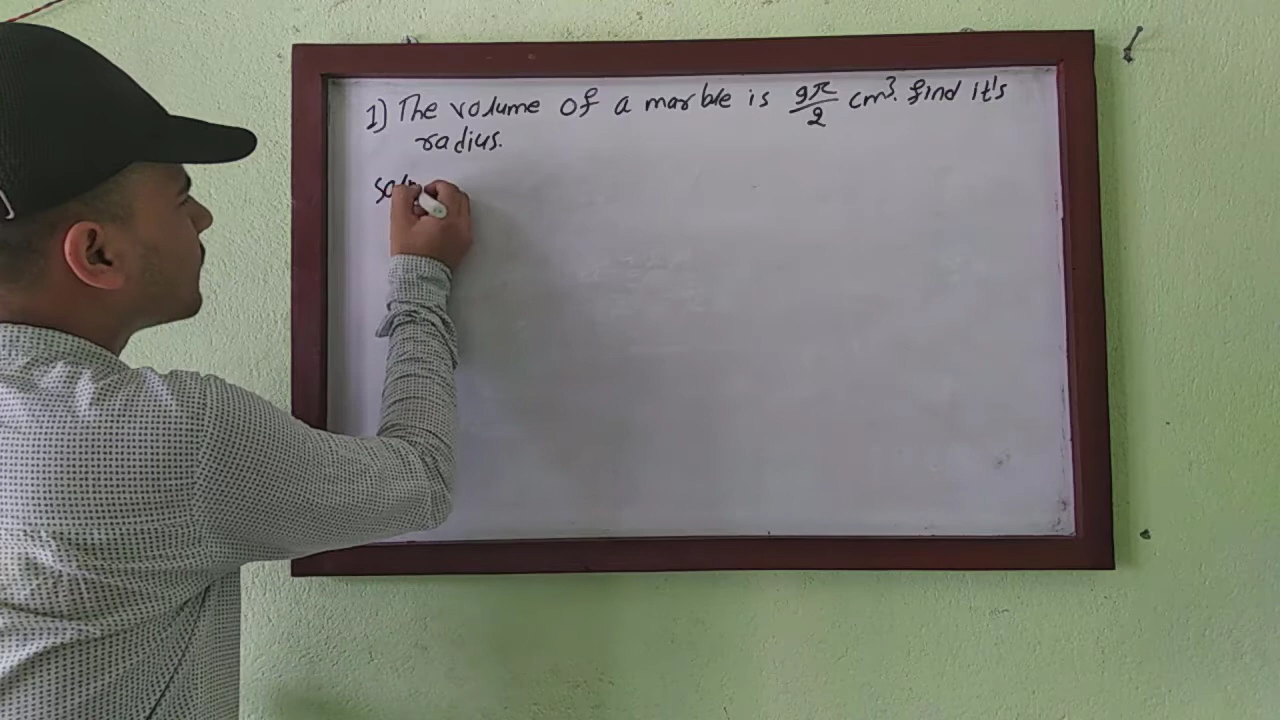 1) The volume of a marble is 9π/2 cm³. find it's
radius.